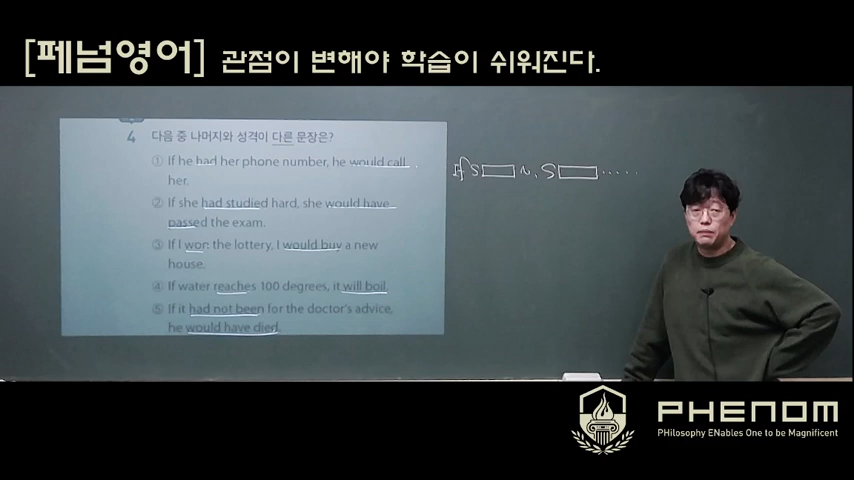 [페넘영어] 관점이 변해야 학습이 쉬워진다.
4 다음 중 나머지와 성격이 다른 문장은?
① If he had her phone number, he would call
her.
② If she had studied hard, she would have
passed the exam.
③ If I won the lottery, I would buy a new
house.
④ If water reaches 100 degrees, it will boil.
⑤ If it had not been for the doctor's advice,
he would have died.
If S ~, S .....
PHENOM
PHilosophy ENables One to be Magnificent